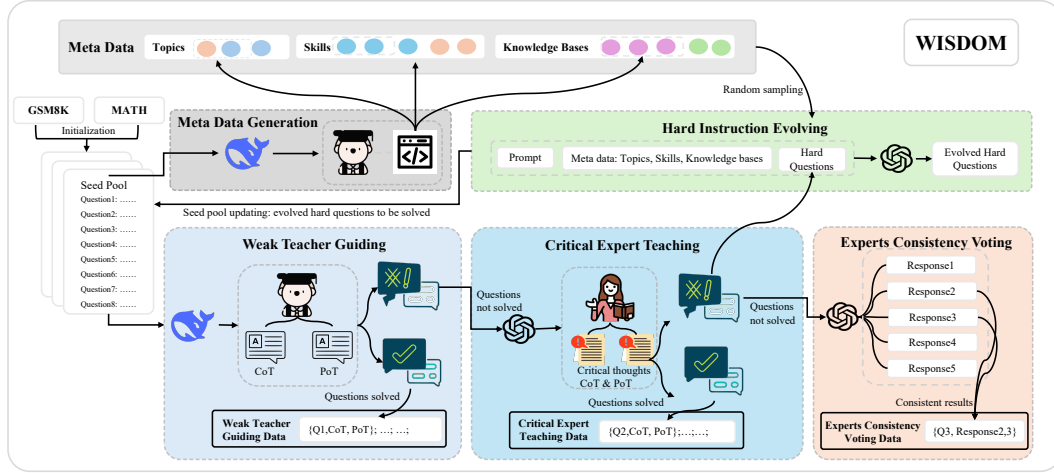 Meta Data
Topics
Skills
Knowledge Bases
WISDOM
GSM8K
MATH
Initialization
Random sampling
Meta Data Generation
</>
Hard Instruction Evolving
Prompt
Meta data: Topics, Skills, Knowledge bases
Hard
Questions
Evolved Hard
Questions
Seed Pool
Question1: ……
Question2: ……
Question3: ……
Question4: ……
Question5: ……
Question6: ……
Question7: ……
Question8: ……
Seed pool updating: evolved hard questions to be solved
Weak Teacher Guiding
A
A
CoT
PoT
Questions solved
Weak Teacher
Guiding Data
{Q1,CoT, PoT}; …; …;
Questions
not solved
Critical Expert Teaching
Critical thoughts
CoT & PoT
Questions solved
Critical Expert
Teaching Data
{Q2,CoT, PoT};…;…;
Questions
not solved
Experts Consistency Voting
Response1
Response2
Response3
Response4
Response5
Consistent results
Experts Consistency
Voting Data
{Q3, Response2,3}